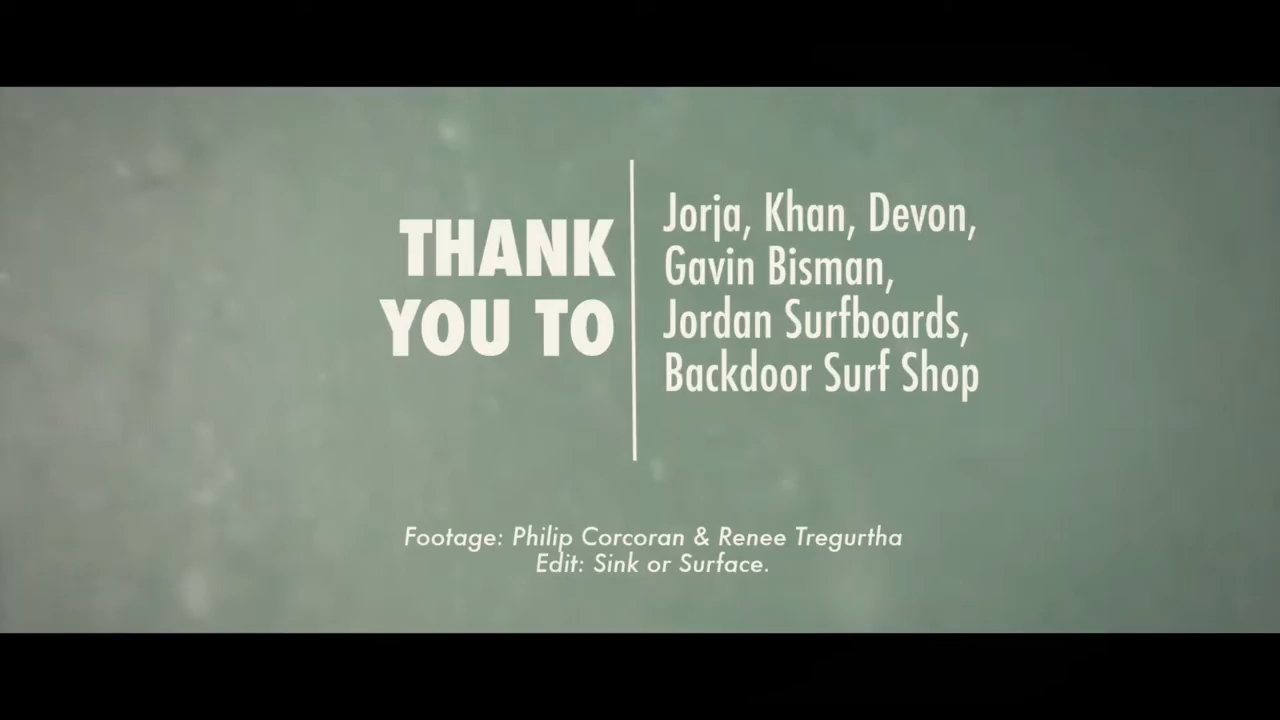 THANK
YOU TO
Jorja, Khan, Devon,
Gavin Bisman,
Jordan Surfboards,
Backdoor Surf Shop
Footage: Philip Corcoran & Renee Tregurtha
Edit: Sink or Surface.